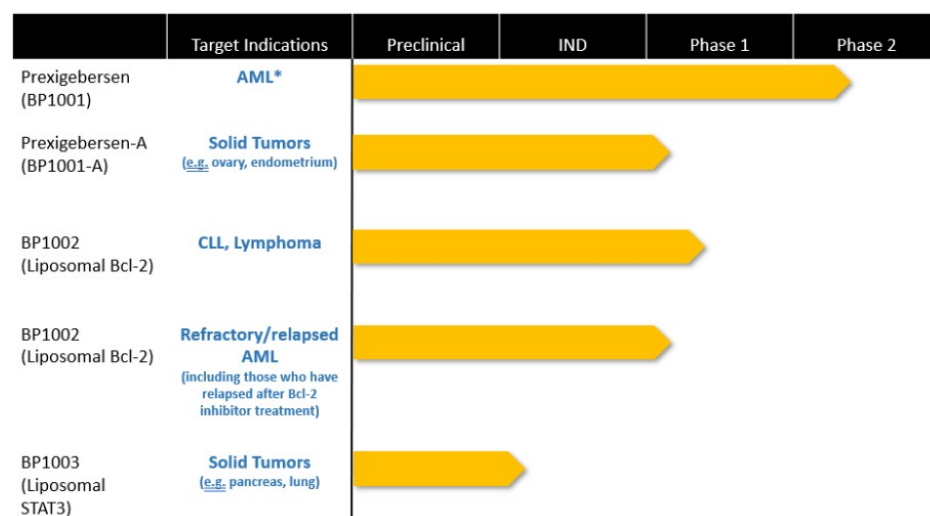 Target Indications Preclinical IND Phase 1 Phase 2
Prexigebersen
(BP1001)
AML*
Prexigebersen-A
(BP1001-A)
Solid Tumors
(e.g. ovary, endometrium)
BP1002
(Liposomal Bcl-2)
CLL, Lymphoma
BP1002
(Liposomal Bcl-2)
Refractory/relapsed
AML
(including those who have
relapsed after Bcl-2
inhibitor treatment)
BP1003
(Liposomal
STAT3)
Solid Tumors
(e.g. pancreas, lung)